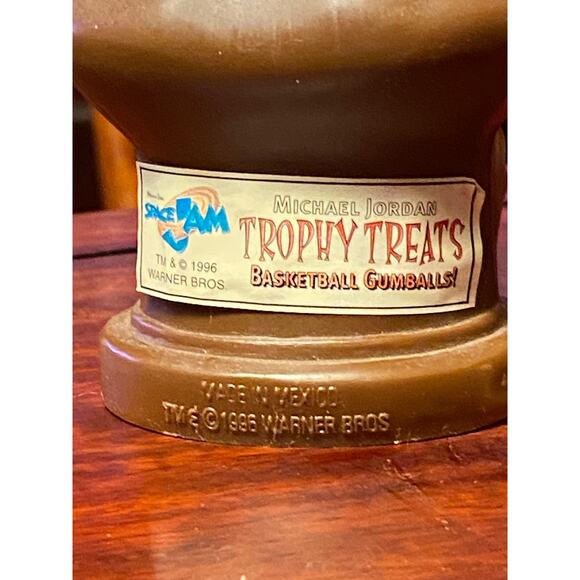 SPACE JAM
TM & © 1996
WARNER BROS.
MICHAEL JORDAN
TROPHY TREATS
BASKETBALL GUMBALLS!
MADE IN MEXICO
TM & © 1996 WARNER BROS